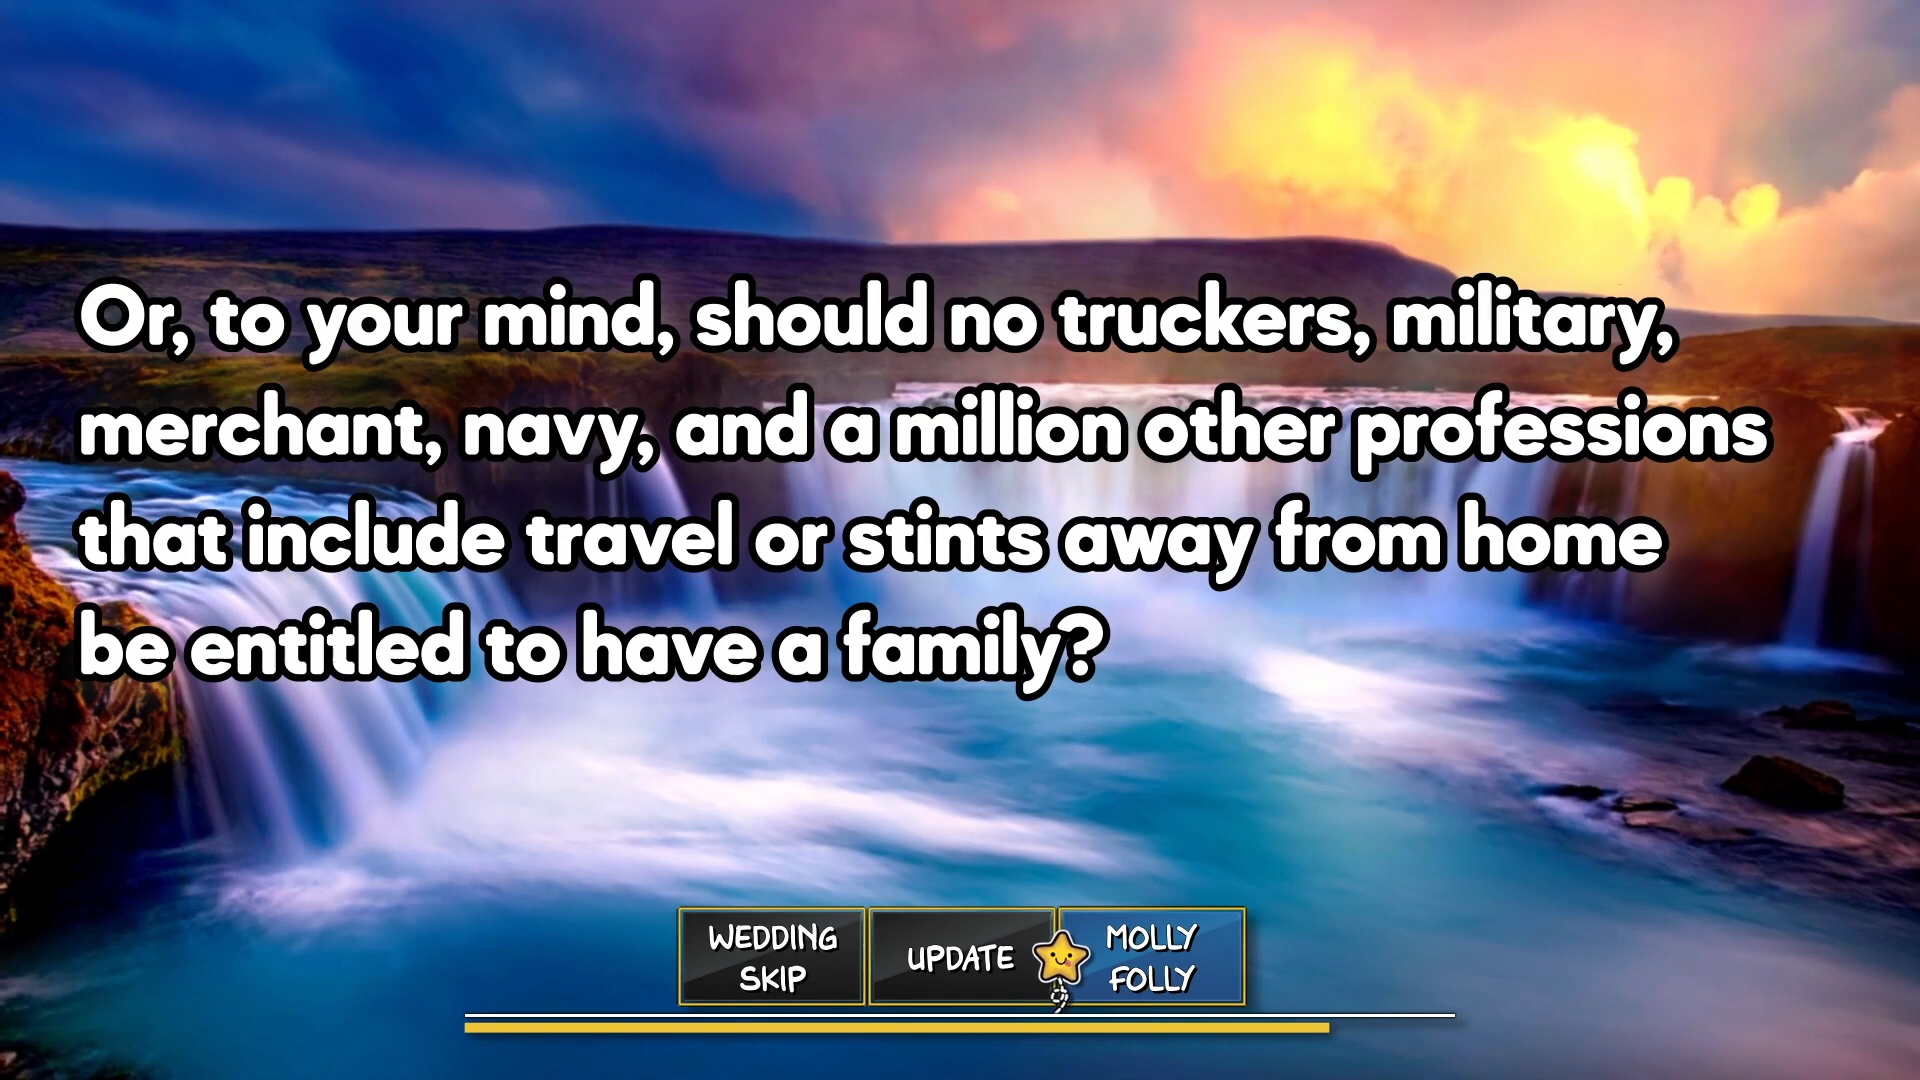 Or, to your mind, should no truckers, military,
merchant, navy, and a million other professions
that include travel or stints away from home
be entitled to have a family?
WEDDING
SKIP
UPDATE
MOLLY
FOLLY